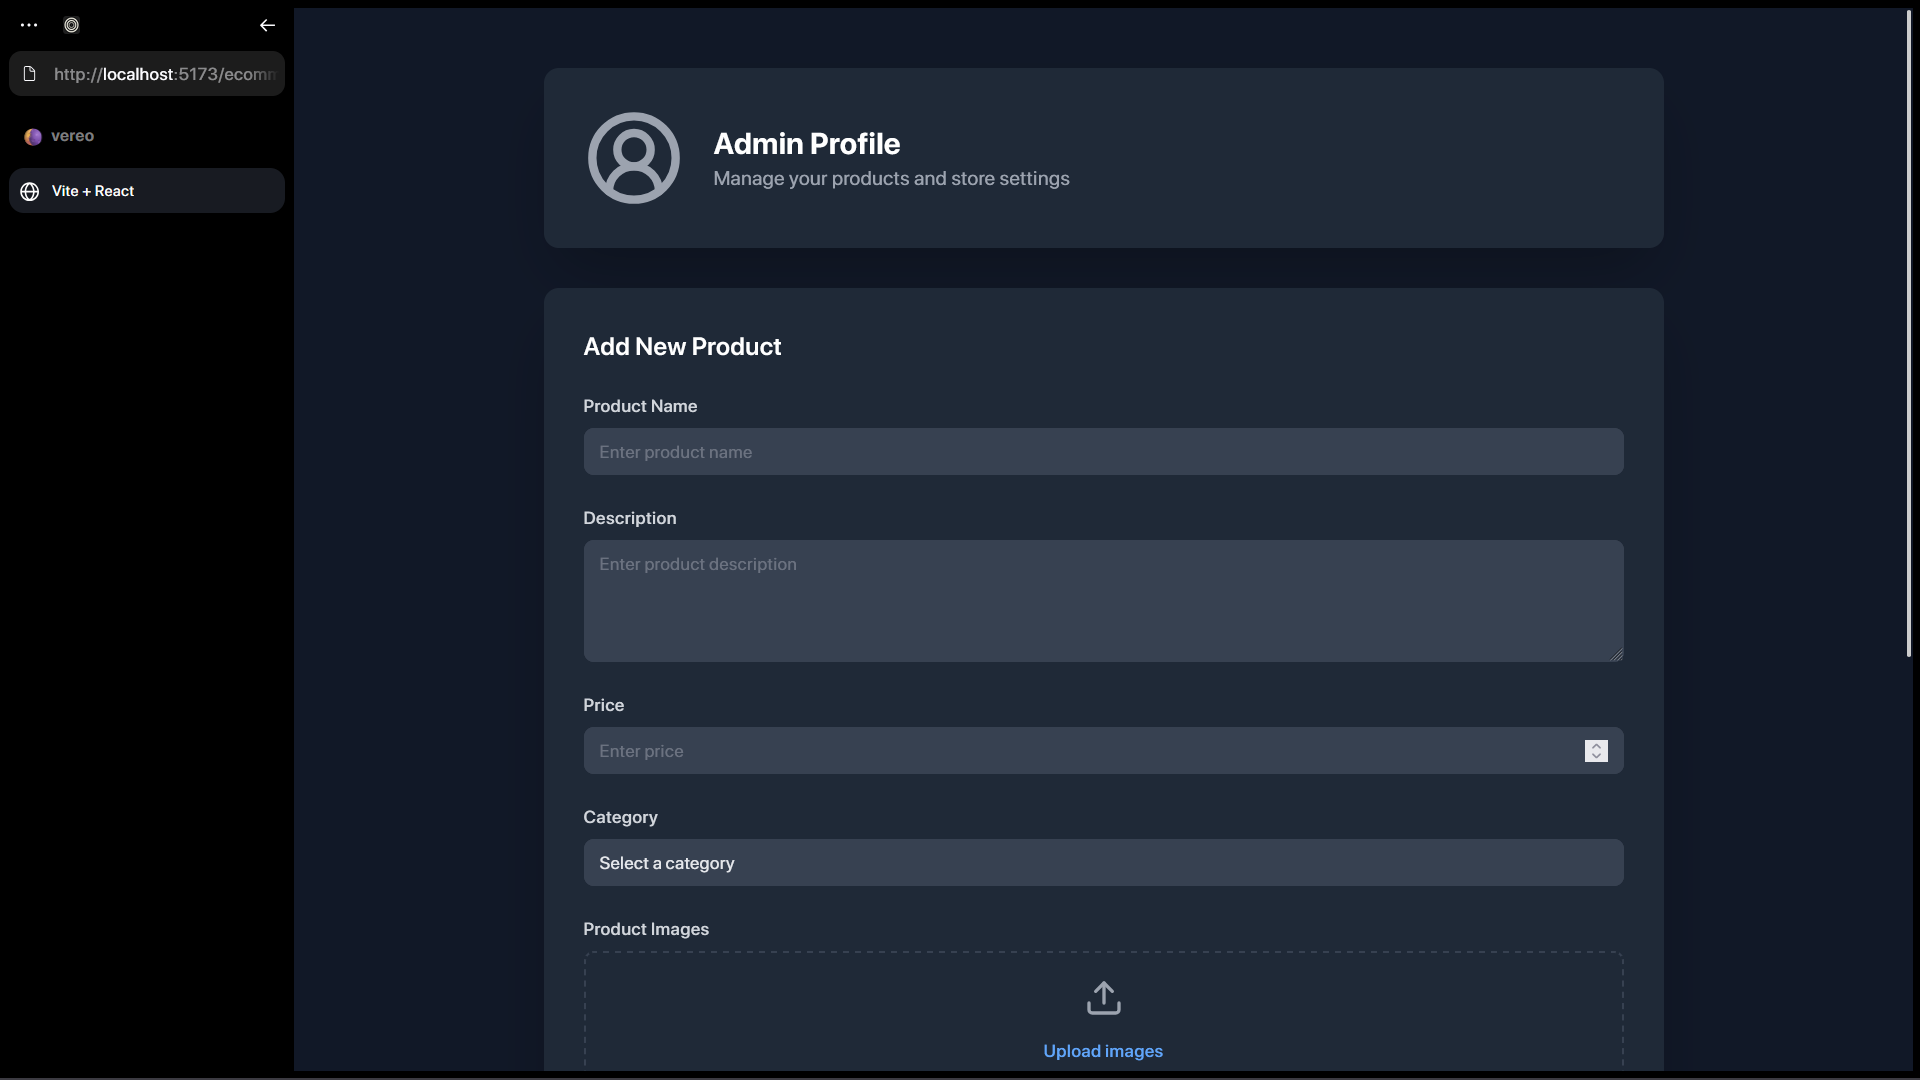 http://localhost:5173/ecomm
vereo
Vite + React
Admin Profile
Manage your products and store settings
Add New Product
Product Name
Enter product name
Description
Enter product description
Price
Enter price
Category
Select a category
Product Images
Upload images